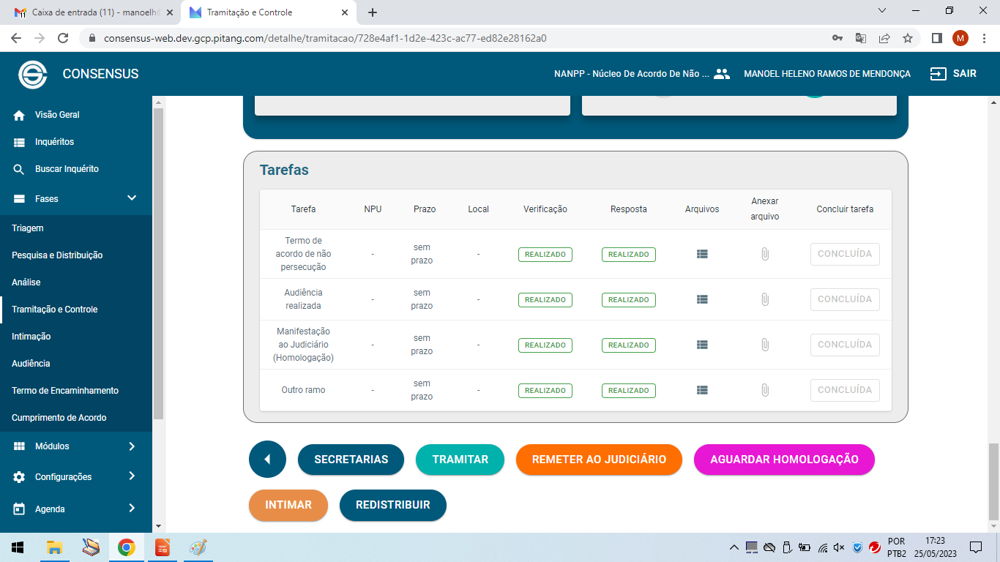 Caixa de entrada (11) - manoelh
Tramitação e Controle
consensus-web.dev.gcp.pitang.com/detalhe/tramitacao/728e4af1-1d2e-423c-ac77-ed82e28162a0
M
CONSENSUS
NANPP - Núcleo De Acordo De Não ...
MANOEL HELENO RAMOS DE MENDONÇA
SAIR
Visão Geral
Inquéritos
Buscar Inquérito
Fases
Triagem
Pesquisa e Distribuição
Análise
Tramitação e Controle
Intimação
Audiência
Termo de Encaminhamento
Cumprimento de Acordo
Módulos
Configurações
Agenda
Tarefas
Tarefa NPU Prazo Local Verificação Resposta Arquivos Anexar arquivo Concluir tarefa
Termo de
acordo de não
persecução
-
sem
prazo
-
REALIZADO
REALIZADO
CONCLUÍDA
Audiência
realizada
-
sem
prazo
-
REALIZADO
REALIZADO
CONCLUÍDA
Manifestação
ao Judiciário
(Homologação)
-
sem
prazo
-
REALIZADO
REALIZADO
CONCLUÍDA
Outro ramo
-
sem
prazo
-
REALIZADO
REALIZADO
CONCLUÍDA
SECRETARIAS
TRAMITAR
REMETER AO JUDICIÁRIO
AGUARDAR HOMOLOGAÇÃO
INTIMAR
REDISTRIBUIR
POR
PTB2
17:23
25/05/2023